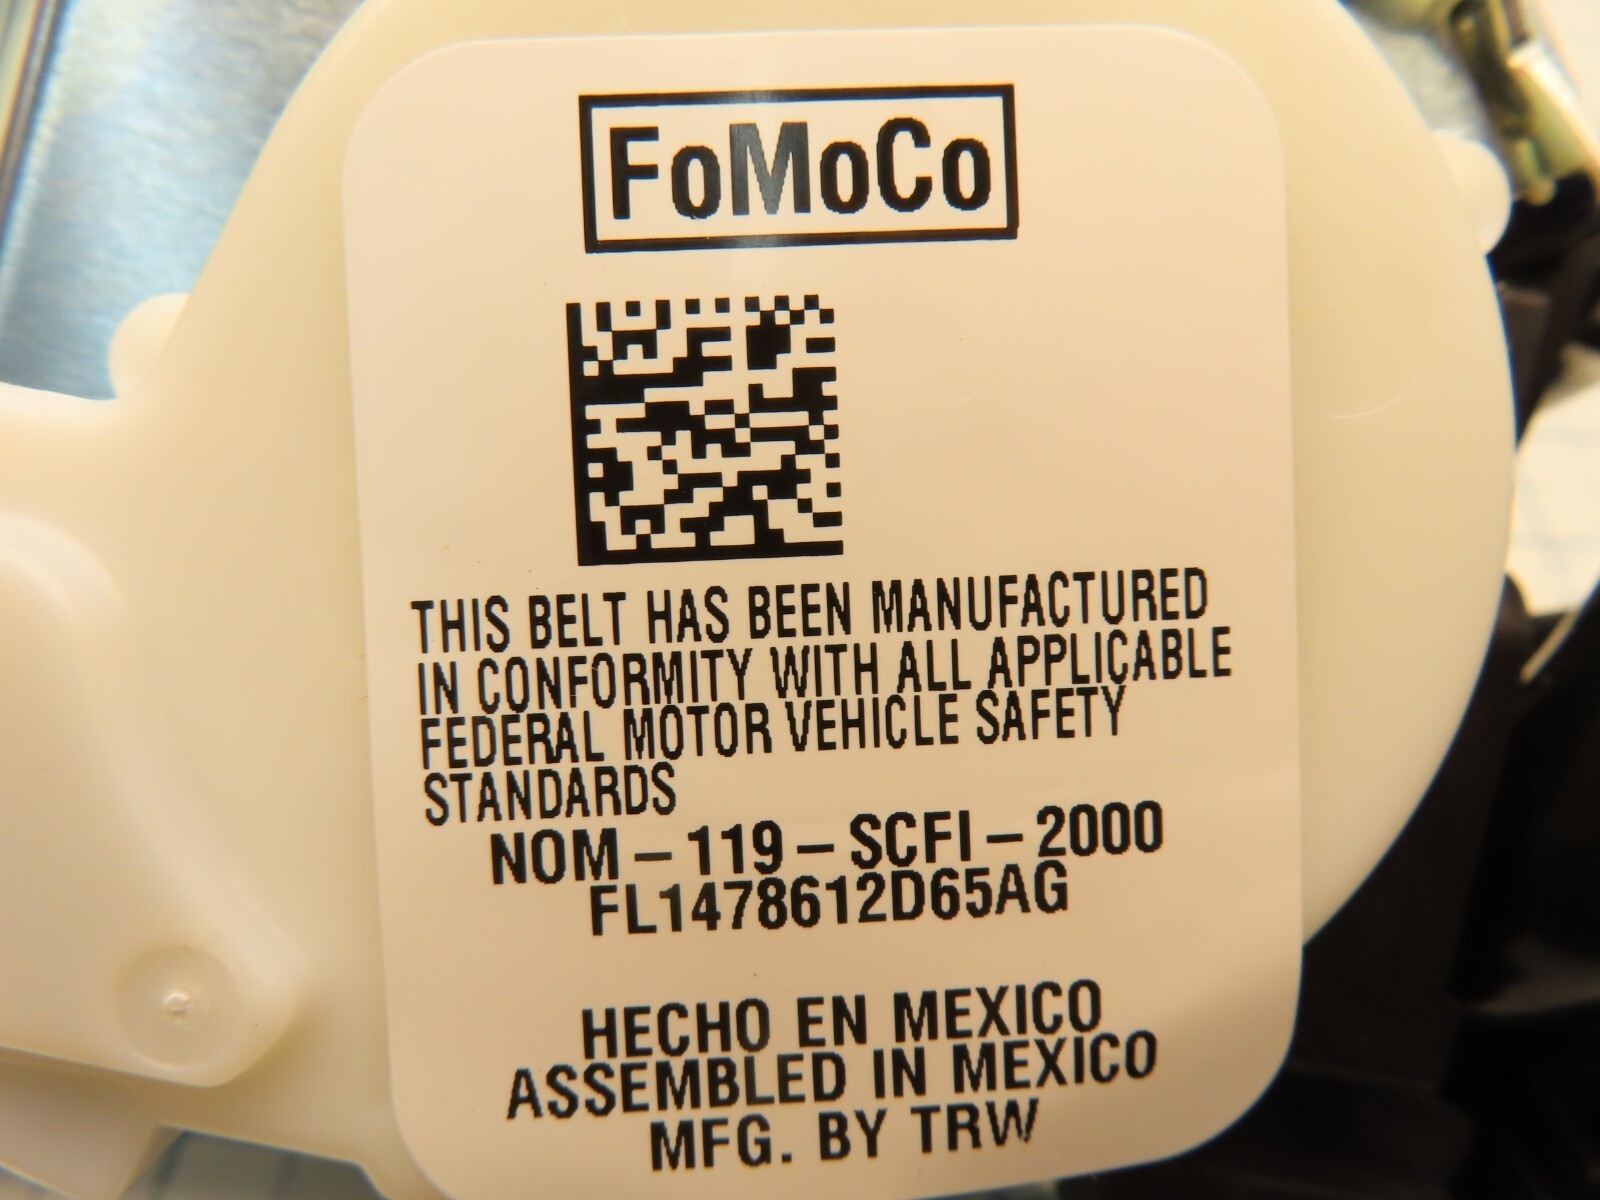 FoMoCo
THIS BELT HAS BEEN MANUFACTURED
IN CONFORMITY WITH ALL APPLICABLE
FEDERAL MOTOR VEHICLE SAFETY
STANDARDS
NOM-119-SCFI-2000
FL1478612D65AG
HECHO EN MEXICO
ASSEMBLED IN MEXICO
MFG. BY TRW